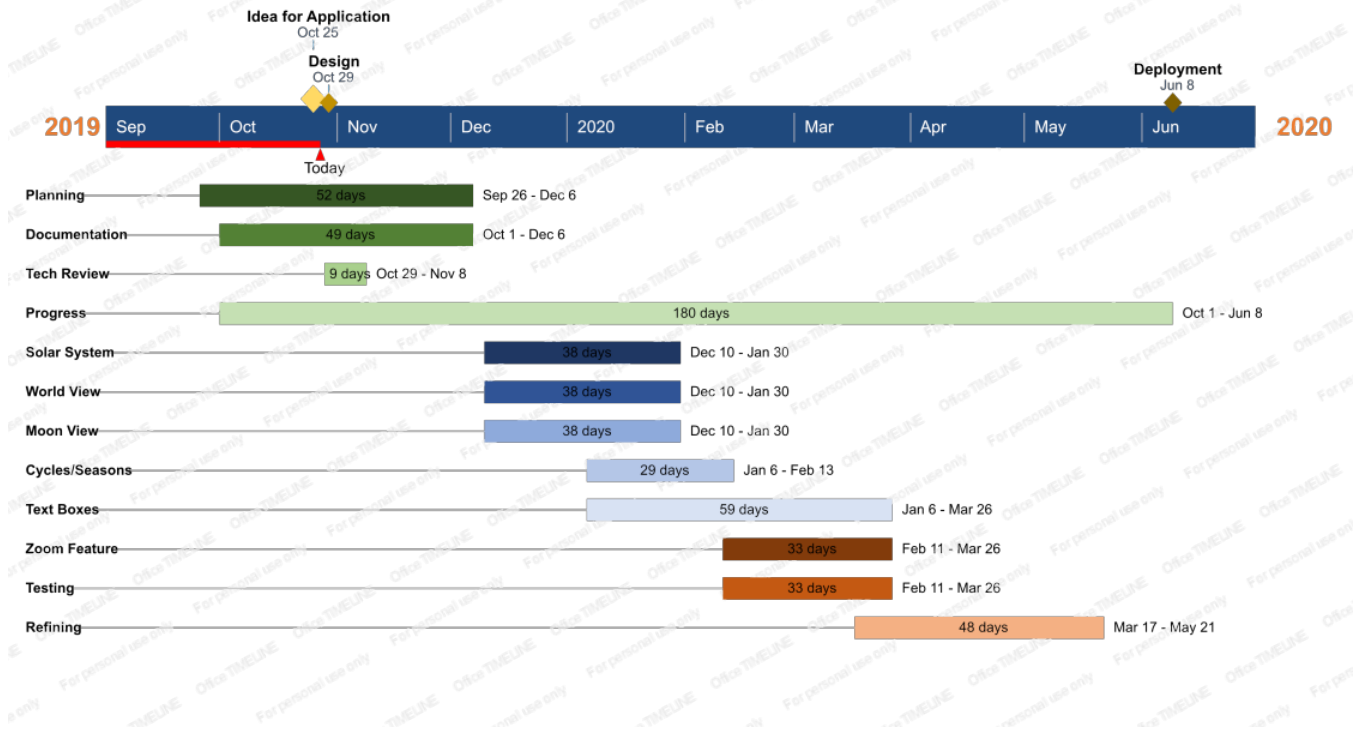 Idea for Application
Oct 25
Design
Oct 29
Deployment
Jun 8
2019 Sep Oct Nov Dec 2020 Feb Mar Apr May Jun 2020
Today
Planning 52 days Sep 26 - Dec 6
Documentation 49 days Oct 1 - Dec 6
Tech Review 9 days Oct 29 - Nov 8
Progress 180 days Oct 1 - Jun 8
Solar System 38 days Dec 10 - Jan 30
World View 38 days Dec 10 - Jan 30
Moon View 38 days Dec 10 - Jan 30
Cycles/Seasons 29 days Jan 6 - Feb 13
Text Boxes 59 days Jan 6 - Mar 26
Zoom Feature 33 days Feb 11 - Mar 26
Testing 33 days Feb 11 - Mar 26
Refining 48 days Mar 17 - May 21
Office TIMELINE
For personal use only